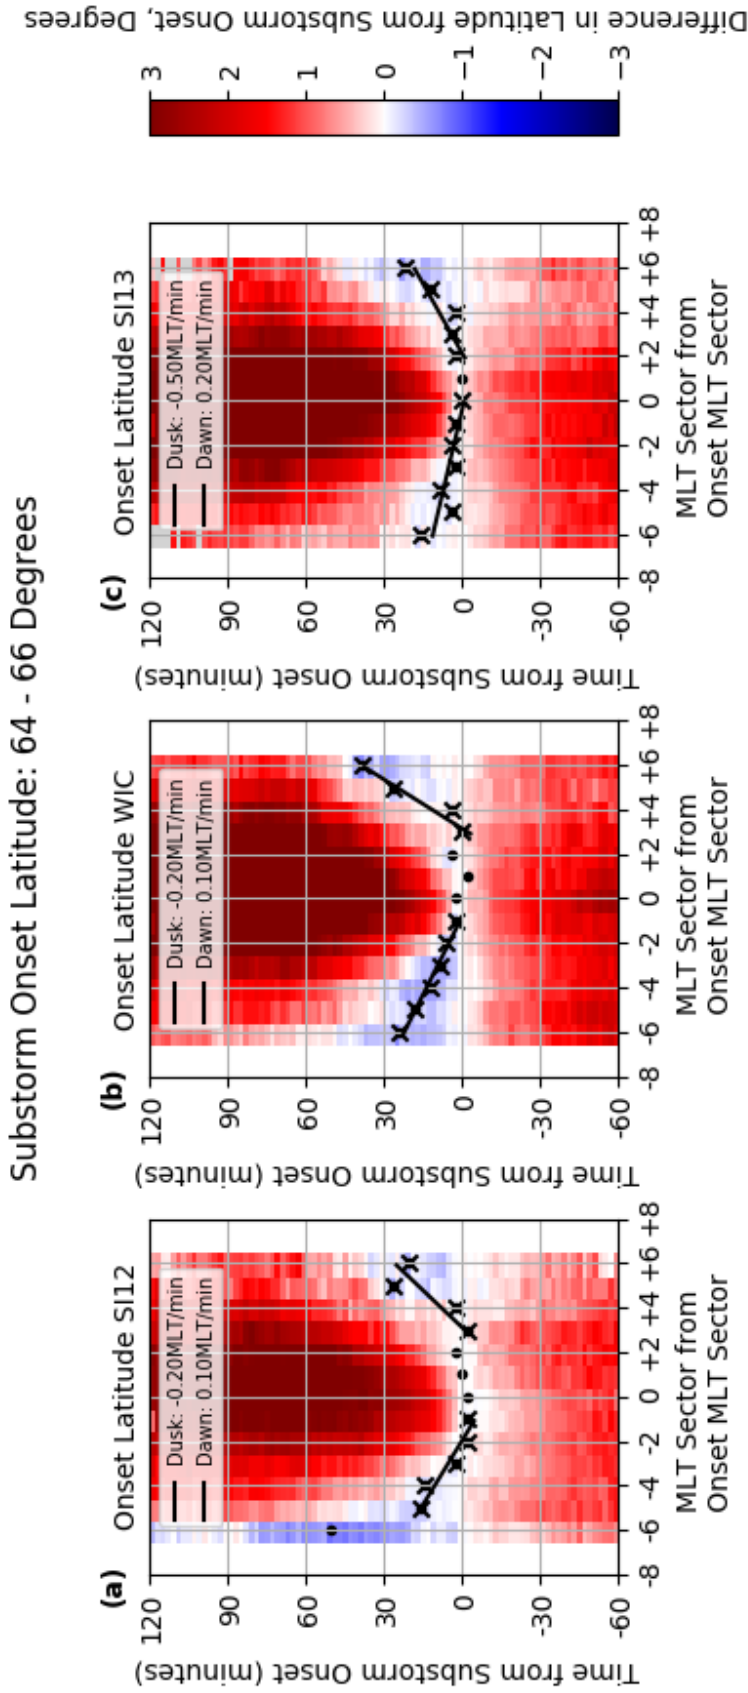 Substorm Onset Latitude: 64 - 66 Degrees
(a)
Onset Latitude SI12
Dusk: -0.20MLT/min
Dawn: 0.10MLT/min
Time from Substorm Onset (minutes)
120
90
60
30
0
-30
-60
-8 -6 -4 -2 0 +2 +4 +6 +8
MLT Sector from
Onset MLT Sector
(b)
Onset Latitude WIC
Dusk: -0.20MLT/min
Dawn: 0.10MLT/min
Time from Substorm Onset (minutes)
120
90
60
30
0
-30
-60
-8 -6 -4 -2 0 +2 +4 +6 +8
MLT Sector from
Onset MLT Sector
(c)
Onset Latitude SI13
Dusk: -0.50MLT/min
Dawn: 0.20MLT/min
Time from Substorm Onset (minutes)
120
90
60
30
0
-30
-60
-8 -6 -4 -2 0 +2 +4 +6 +8
MLT Sector from
Onset MLT Sector
3
2
1
0
-1
-2
-3
Difference in Latitude from Substorm Onset, Degrees